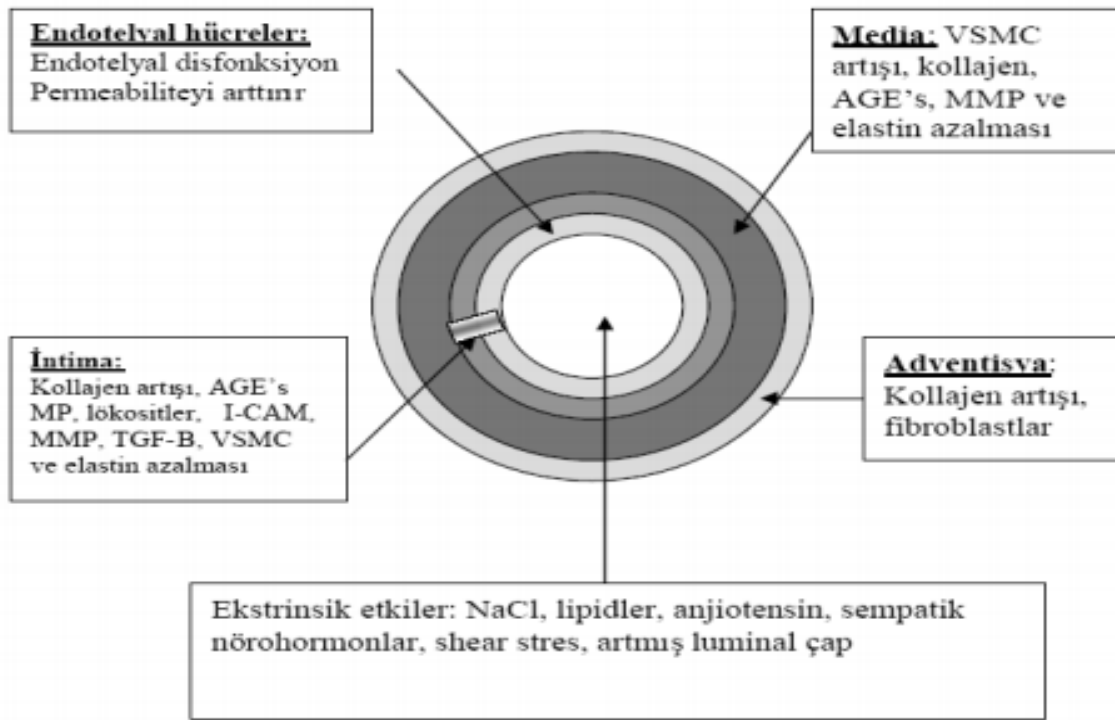 Endotelyal hücreler:
Endotelyal disfonksiyon
Permeabiliteyi arttırır
Media: VSMC
artışı, kollajen,
AGE's, MMP ve
elastin azalması
İntima:
Kollajen artışı, AGE's
MP, lökositler, I-CAM,
MMP, TGF-B, VSMC
ve elastin azalması
Adventisya:
Kollajen artışı,
fibroblastlar
Ekstrinsik etkiler: NaCl, lipidler, anjiotensin, sempatik
nörohormonlar, shear stres, artmış luminal çap